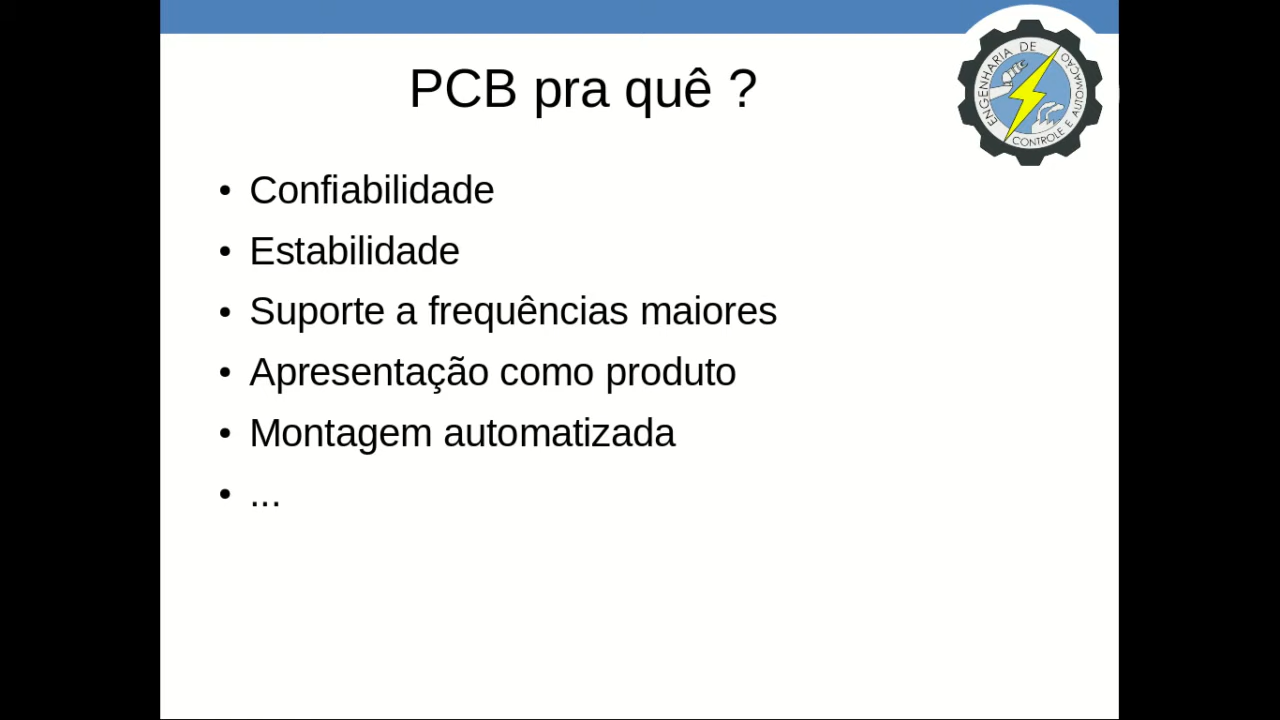 PCB pra quê ?
ENGENHARIA DE
CONTROLE E AUTOMAÇÃO
• Confiabilidade
• Estabilidade
• Suporte a frequências maiores
• Apresentação como produto
• Montagem automatizada
• ...